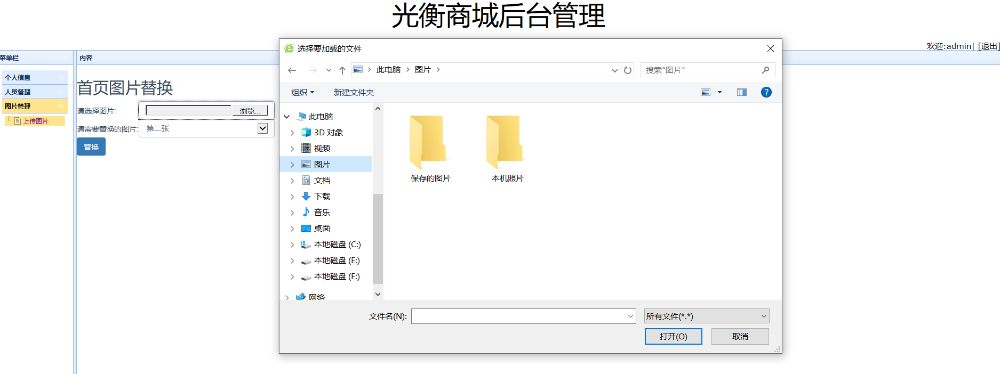 光衡商城后台管理
欢迎:admin| [退出]
菜单栏
内容
个人信息
人员管理
图片管理
上传图片
首页图片替换
请选择图片:
浏览...
请需要替换的图片:
第二张
替换
选择要加载的文件
此电脑
图片
搜索"图片"
组织
新建文件夹
此电脑
3D 对象
视频
图片
文档
下载
音乐
桌面
本地磁盘 (C:)
本地磁盘 (E:)
本地磁盘 (F:)
网络
保存的图片
本机照片
文件名(N):
所有文件(*.*)
打开(O)
取消